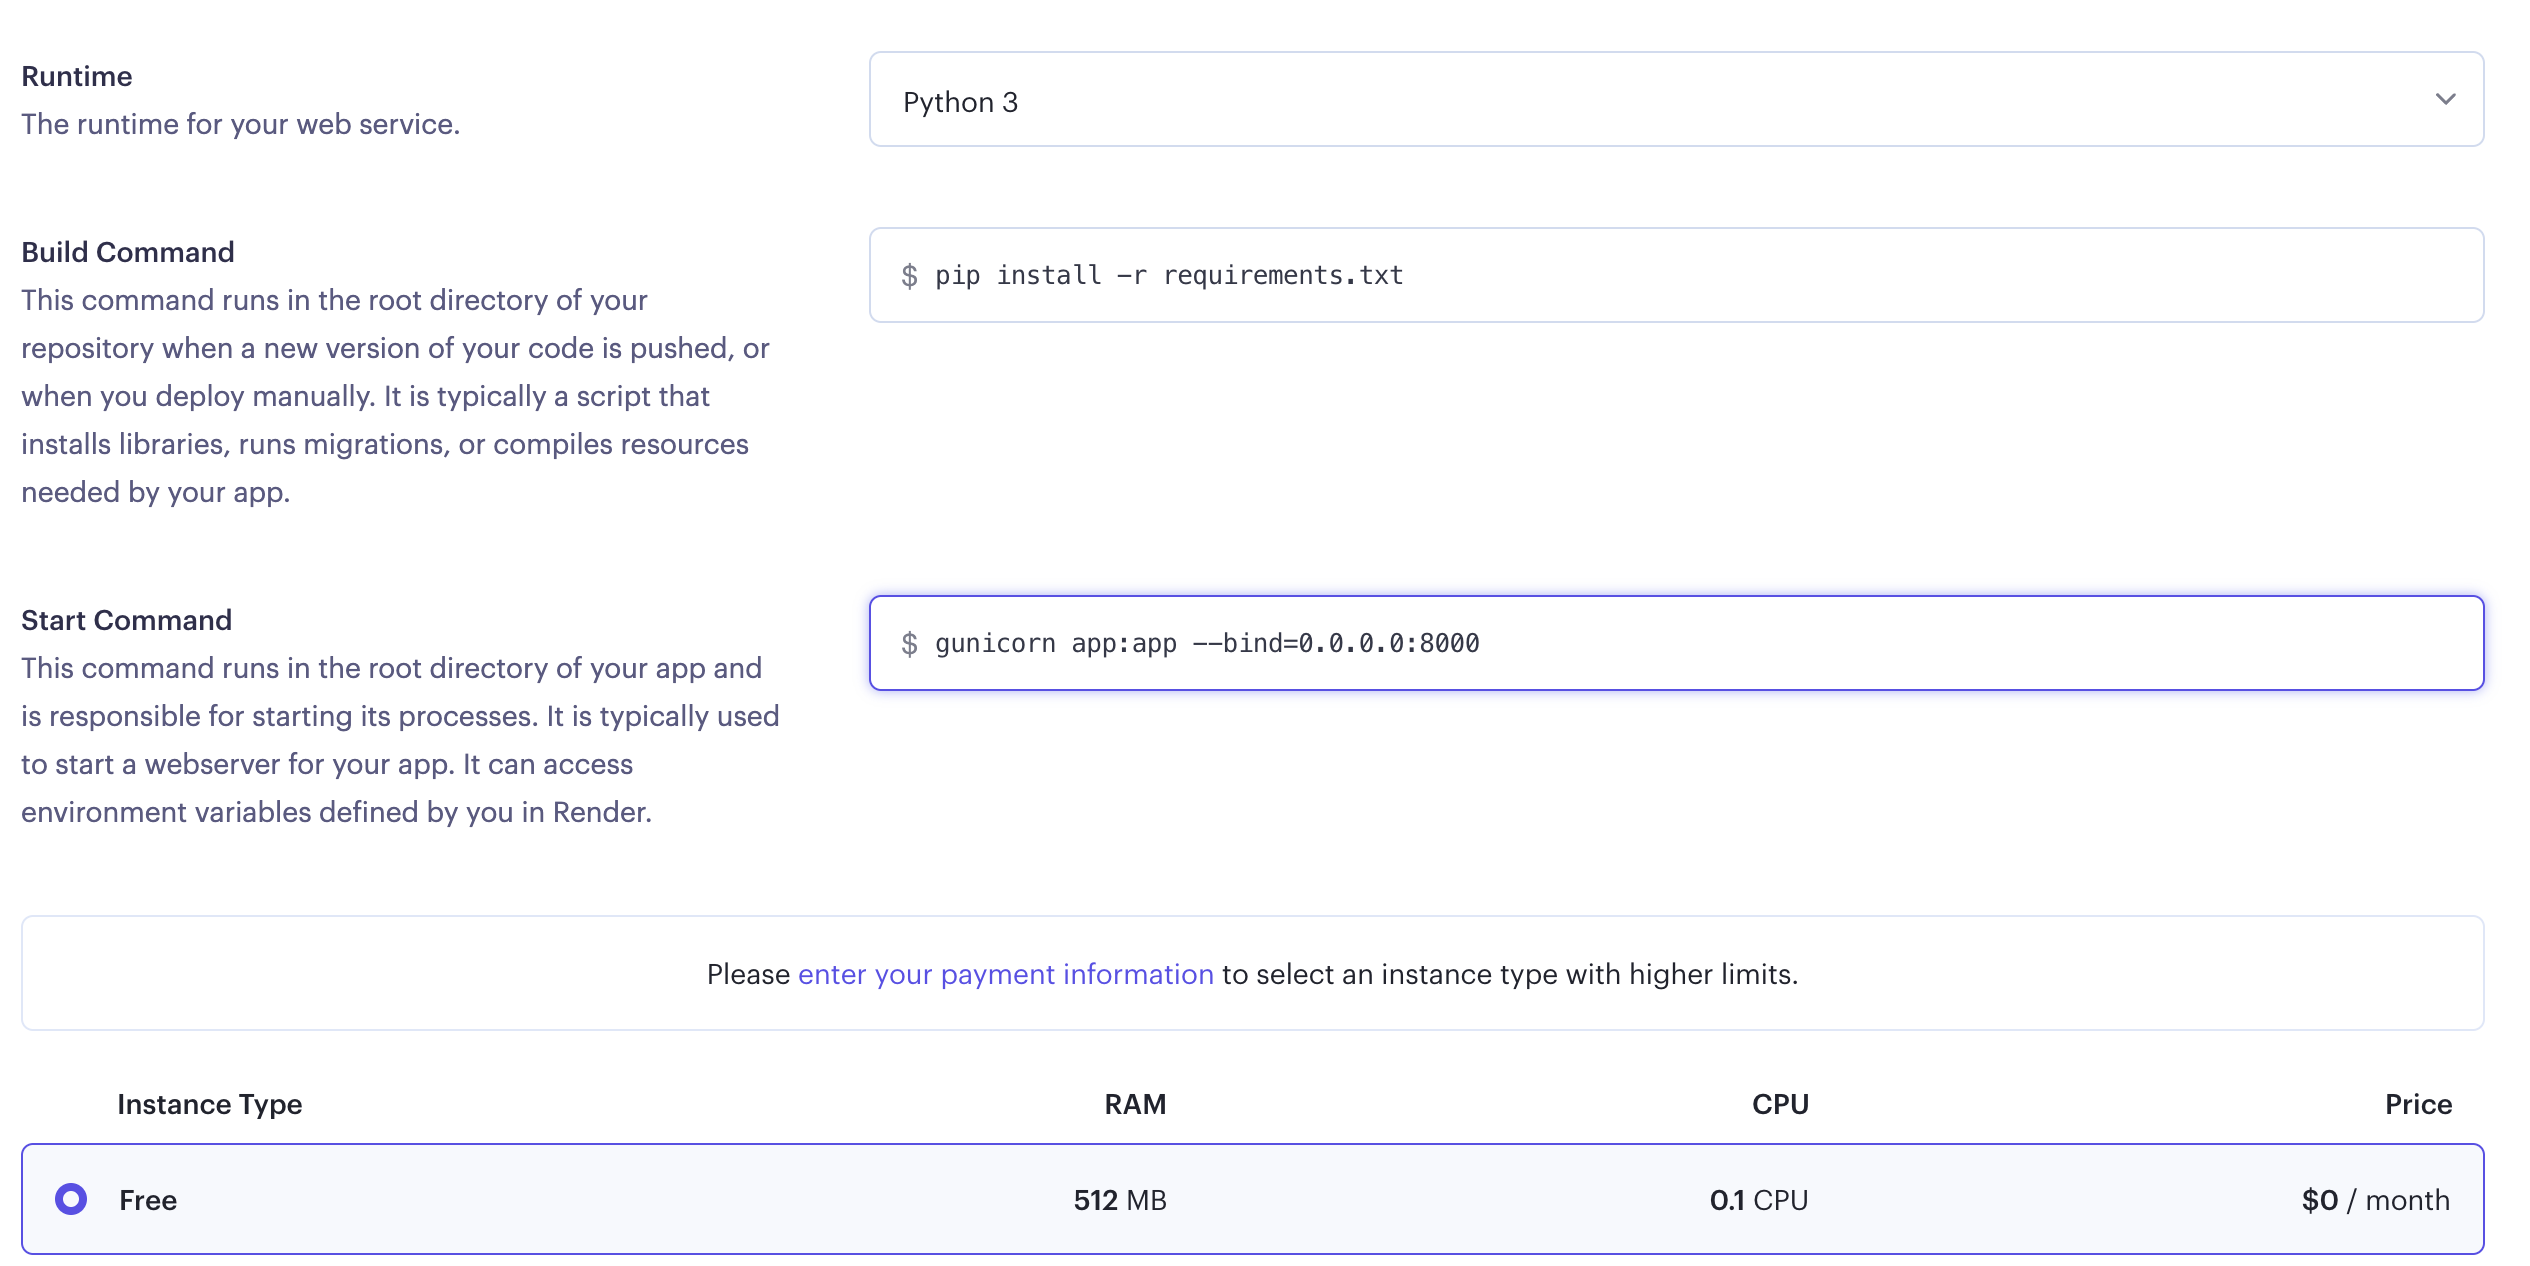 Runtime
The runtime for your web service.
Python 3
Build Command
This command runs in the root directory of your
repository when a new version of your code is pushed, or
when you deploy manually. It is typically a script that
installs libraries, runs migrations, or compiles resources
needed by your app.
$ pip install -r requirements.txt
Start Command
This command runs in the root directory of your app and
is responsible for starting its processes. It is typically used
to start a webserver for your app. It can access
environment variables defined by you in Render.
$ gunicorn app:app --bind=0.0.0.0:8000
Please enter your payment information to select an instance type with higher limits.
Instance Type RAM CPU Price
Free 512 MB 0.1 CPU $0 / month